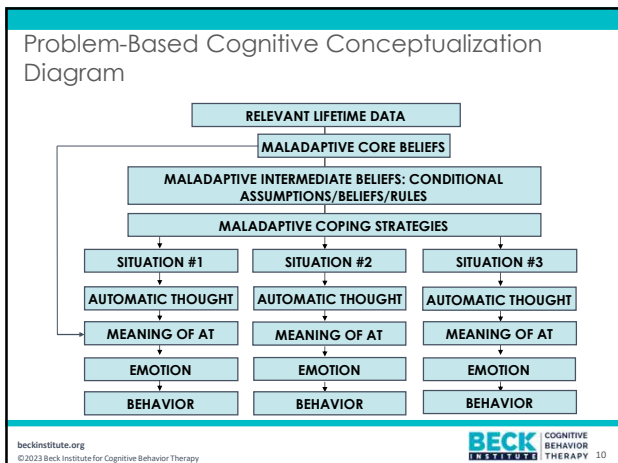 Problem-Based Cognitive Conceptualization
Diagram
RELEVANT LIFETIME DATA
MALADAPTIVE CORE BELIEFS
MALADAPTIVE INTERMEDIATE BELIEFS: CONDITIONAL
ASSUMPTIONS/BELIEFS/RULES
MALADAPTIVE COPING STRATEGIES
SITUATION #1
SITUATION #2
SITUATION #3
AUTOMATIC THOUGHT
AUTOMATIC THOUGHT
AUTOMATIC THOUGHT
MEANING OF AT
MEANING OF AT
MEANING OF AT
EMOTION
EMOTION
EMOTION
BEHAVIOR
BEHAVIOR
BEHAVIOR
beckinstitute.org
©2023 Beck Institute for Cognitive Behavior Therapy
BECK
INSTITUTE
COGNITIVE
BEHAVIOR
THERAPY
10